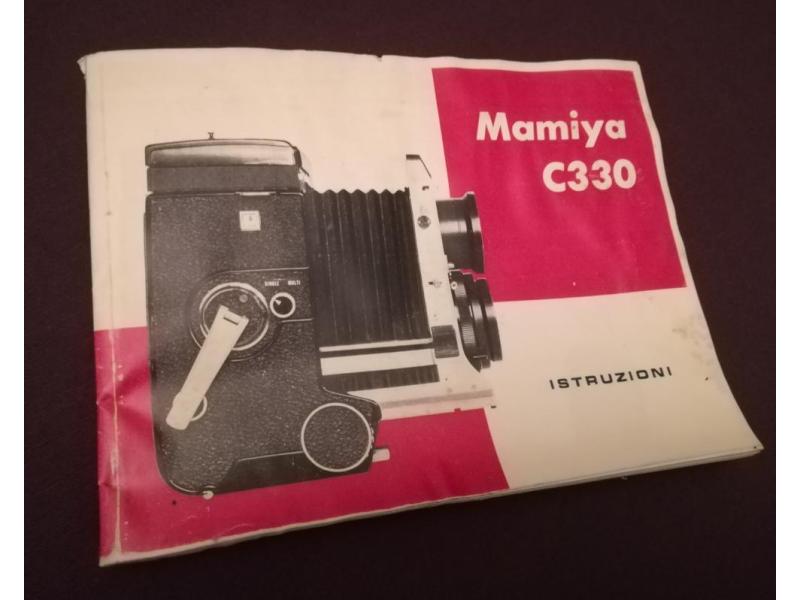 Mamiya
C330
SINGLE MULTI
ISTRUZIONI